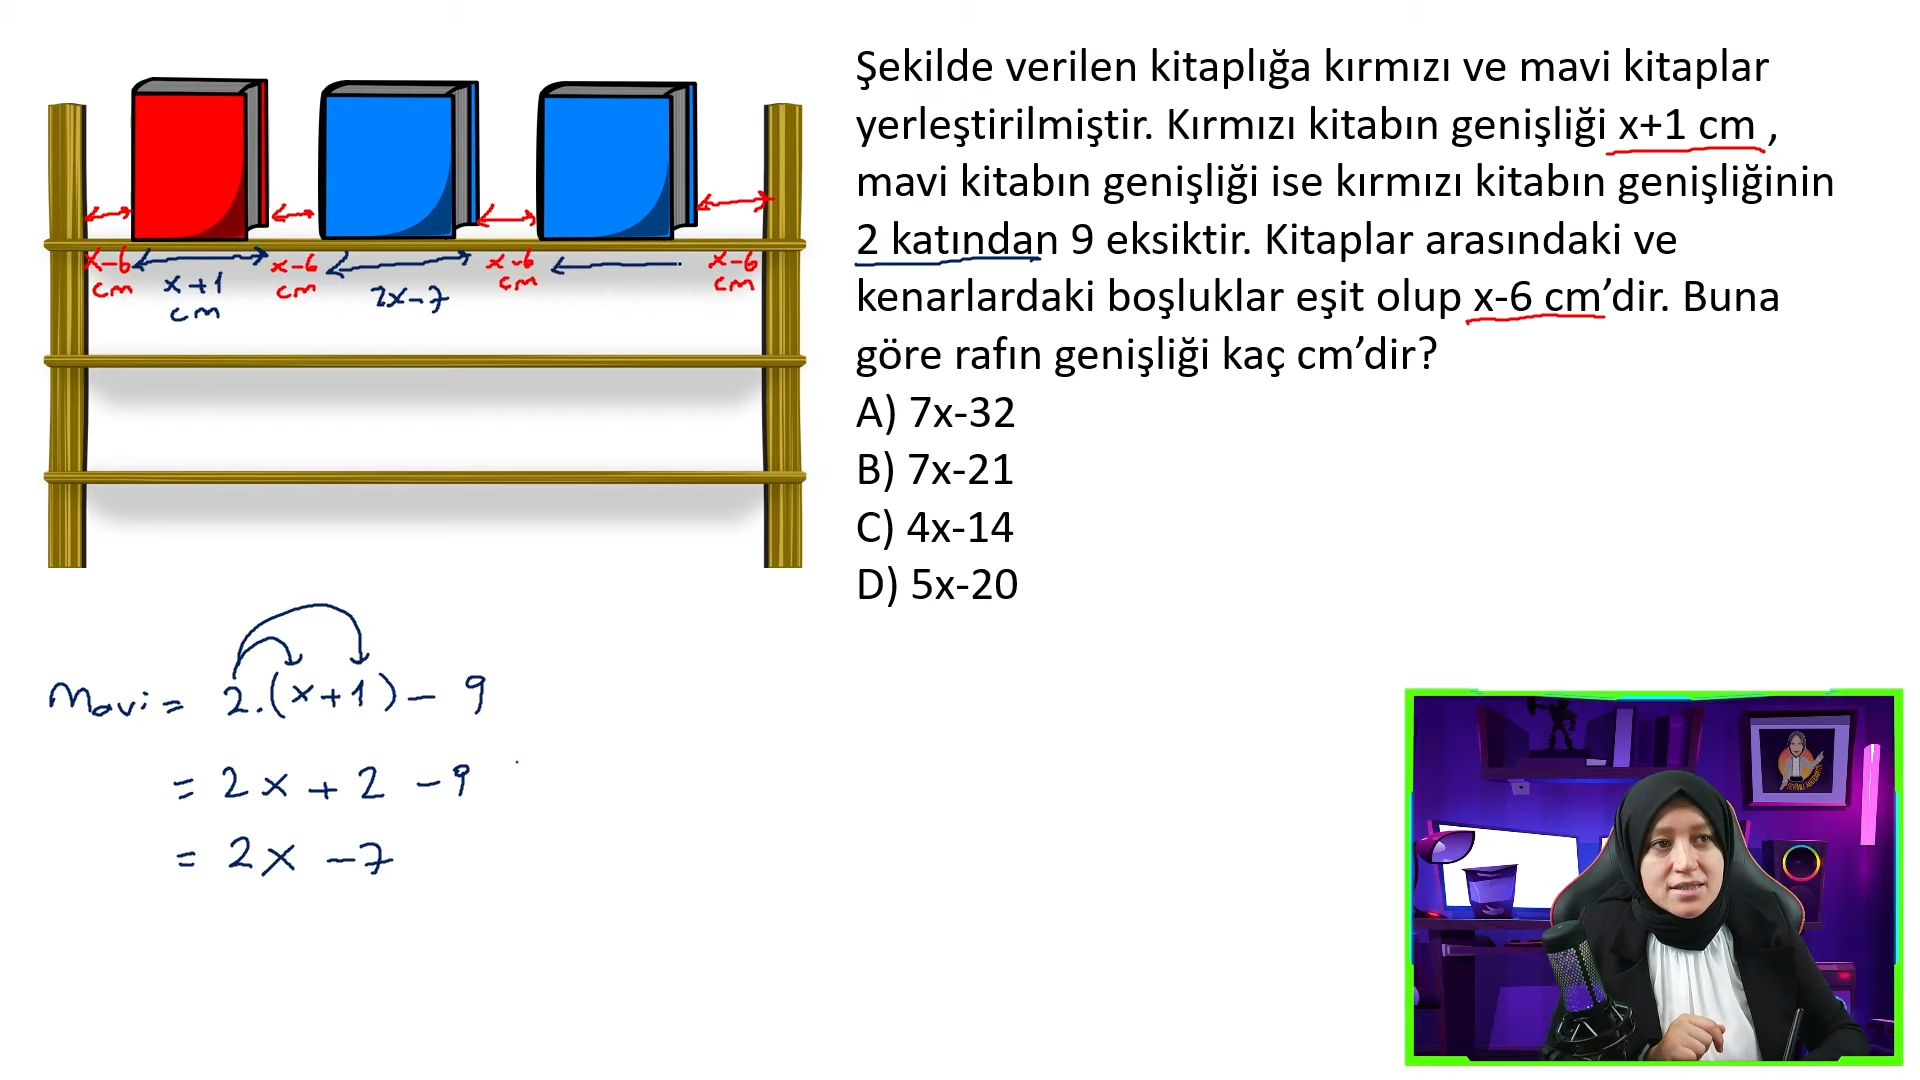 Şekilde verilen kitaplığa kırmızı ve mavi kitaplar
yerleştirilmiştir. Kırmızı kitabın genişliği x+1 cm ,
mavi kitabın genişliği ise kırmızı kitabın genişliğinin
2 katından 9 eksiktir. Kitaplar arasındaki ve
kenarlardaki boşluklar eşit olup x-6 cm’dir. Buna
göre rafın genişliği kaç cm’dir?
A) 7x-32
B) 7x-21
C) 4x-14
D) 5x-20
x-6
cm
x+1
cm
x-6
cm
2x-7
x-6
cm
x-6
cm
Mavi = 2.(x+1) - 9
= 2x + 2 - 9
= 2x - 7